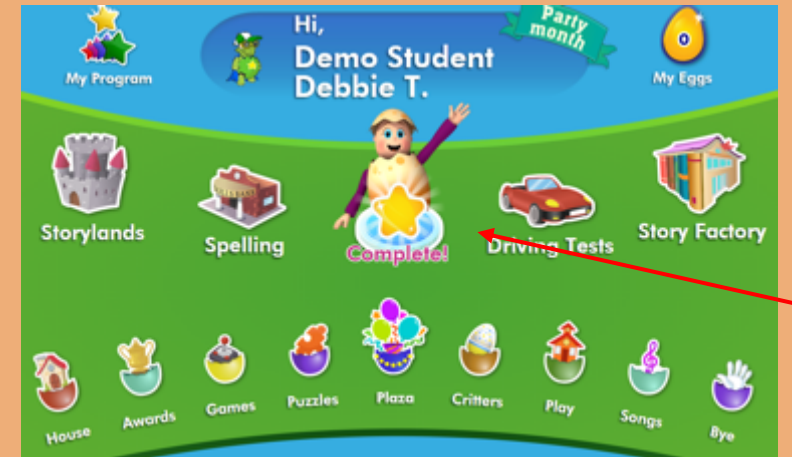 Hi,
Demo Student
Debbie T.
Party
month
My Program
My Eggs
Storylands
Spelling
Complete!
Driving Tests
Story Factory
House
Awards
Games
Puzzles
Plaza
Critters
Play
Songs
Bye